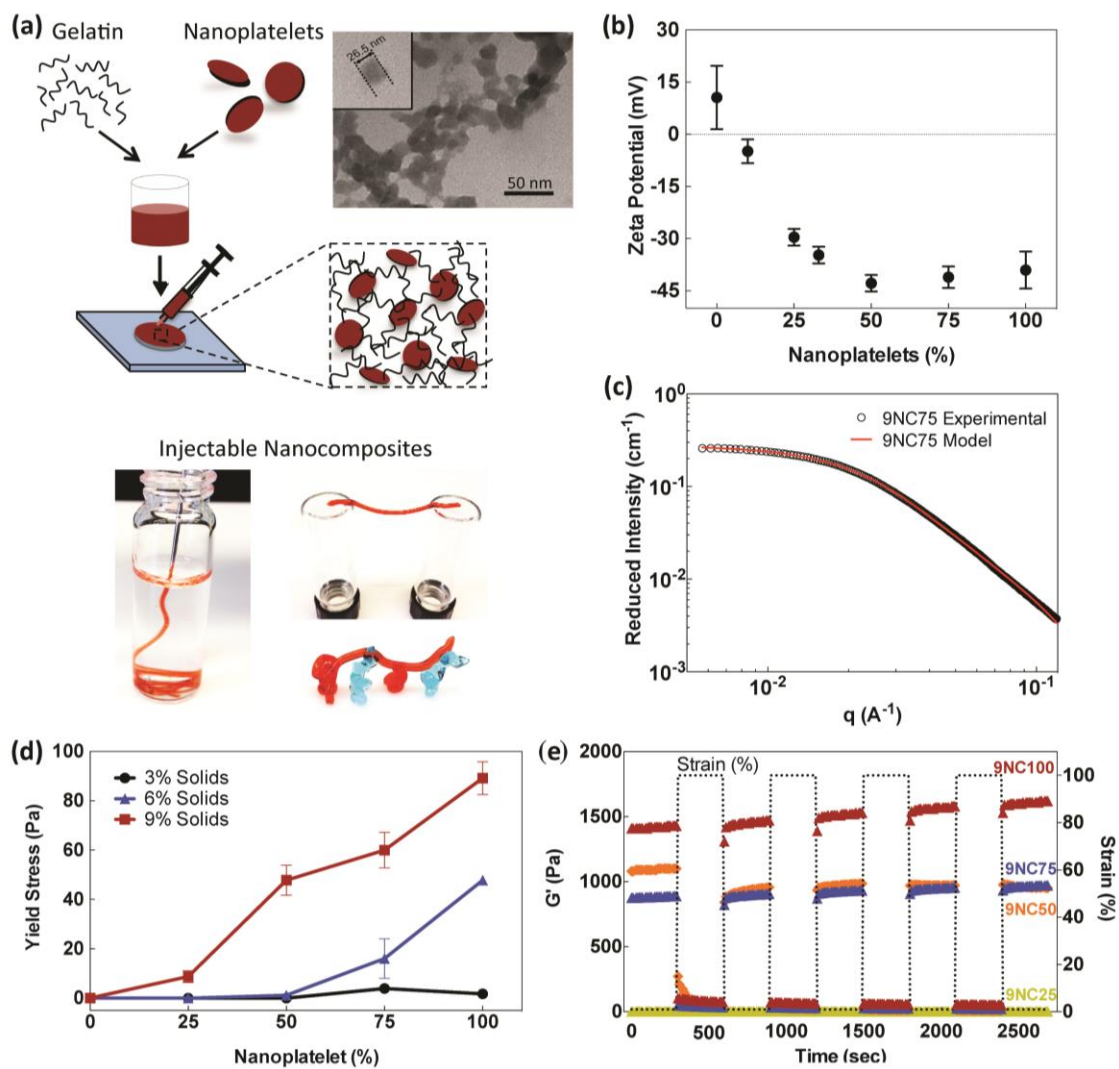 (a)
Gelatin
Nanoplatelets
26.5 nm
50 nm
Injectable Nanocomposites
(b)
Zeta Potential (mV)
15
0
-15
-30
-45
0 25 50 75 100
Nanoplatelets (%)
(c)
Reduced Intensity (cm⁻¹)
10⁰
10⁻¹
10⁻²
10⁻³
9NC75 Experimental
9NC75 Model
10⁻² 10⁻¹
q (A⁻¹)
(d)
Yield Stress (Pa)
100
80
60
40
20
0
3% Solids
6% Solids
9% Solids
0 25 50 75 100
Nanoplatelet (%)
(e)
G' (Pa)
2000
1500
1000
500
0
Strain (%)
9NC100
9NC75
9NC50
9NC25
100
80
60
40
20
0
Strain (%)
0 500 1000 1500 2000 2500
Time (sec)